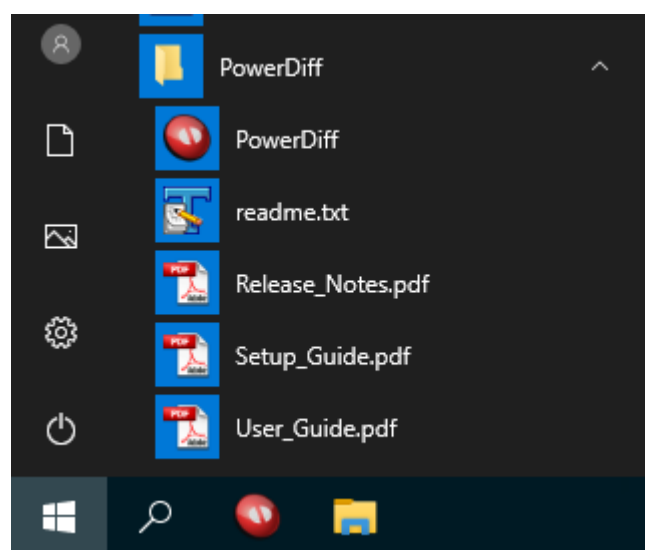 PowerDiff
PowerDiff
readme.txt
Release_Notes.pdf
Setup_Guide.pdf
User_Guide.pdf